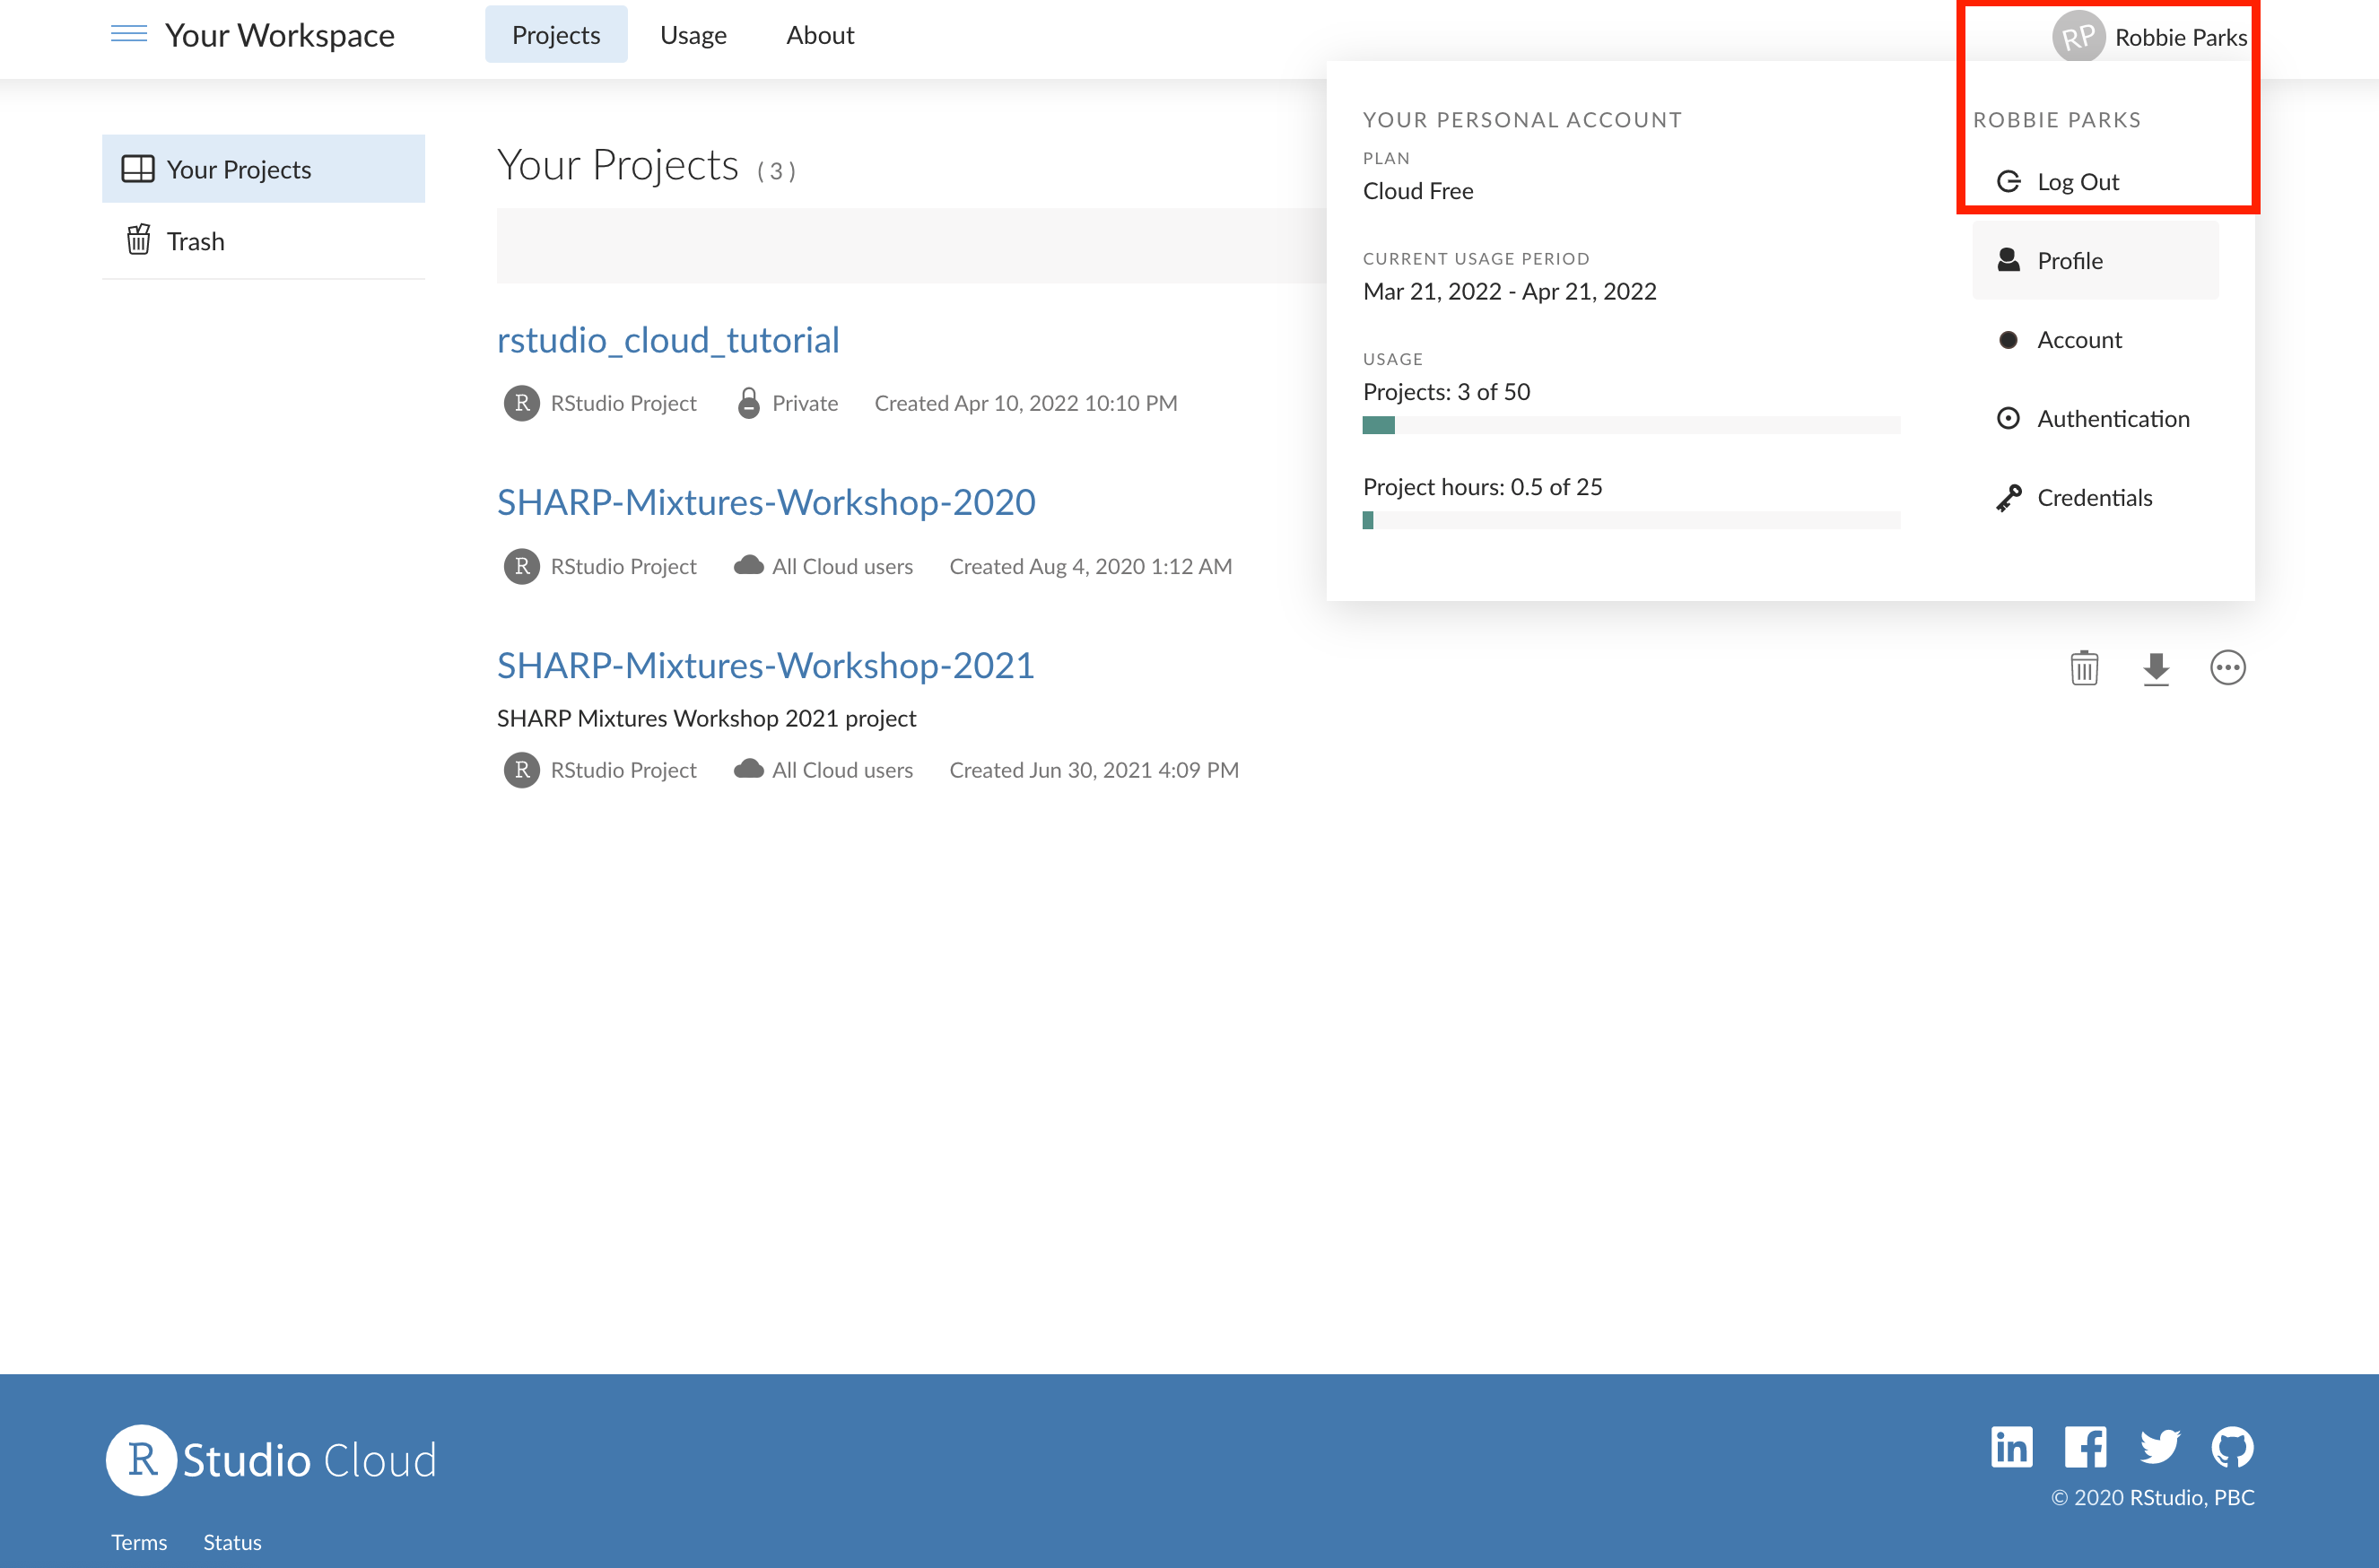 Your Workspace
Projects
Usage
About
RP
Robbie Parks
Your Projects
Trash
Your Projects (3)
rstudio_cloud_tutorial
R RStudio Project Private Created Apr 10, 2022 10:10 PM
SHARP-Mixtures-Workshop-2020
R RStudio Project All Cloud users Created Aug 4, 2020 1:12 AM
SHARP-Mixtures-Workshop-2021
SHARP Mixtures Workshop 2021 project
R RStudio Project All Cloud users Created Jun 30, 2021 4:09 PM
YOUR PERSONAL ACCOUNT
PLAN
Cloud Free
CURRENT USAGE PERIOD
Mar 21, 2022 - Apr 21, 2022
USAGE
Projects: 3 of 50
Project hours: 0.5 of 25
ROBBIE PARKS
Log Out
Profile
Account
Authentication
Credentials
R Studio Cloud
Terms
Status
in f
© 2020 RStudio, PBC